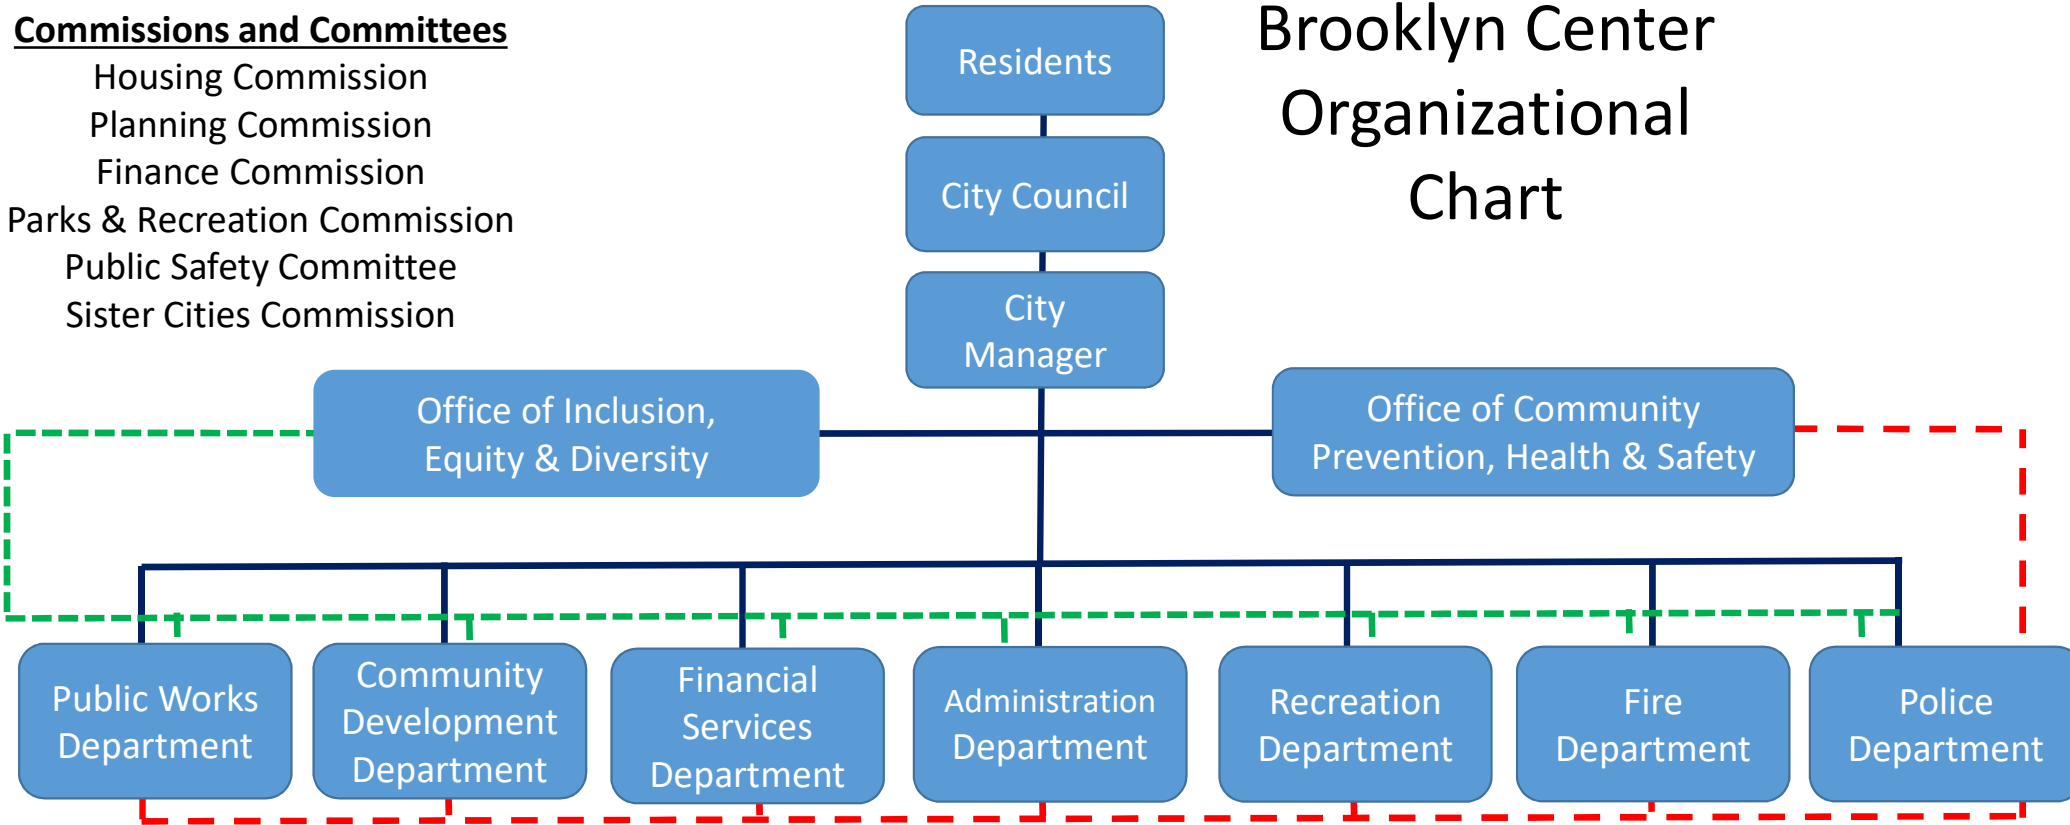 Commissions and Committees
Housing Commission
Planning Commission
Finance Commission
Parks & Recreation Commission
Public Safety Committee
Sister Cities Commission
Residents
City Council
City
Manager
Brooklyn Center
Organizational
Chart
Office of Inclusion,
Equity & Diversity
Office of Community
Prevention, Health & Safety
Public Works
Department
Community
Development
Department
Financial
Services
Department
Administration
Department
Recreation
Department
Fire
Department
Police
Department